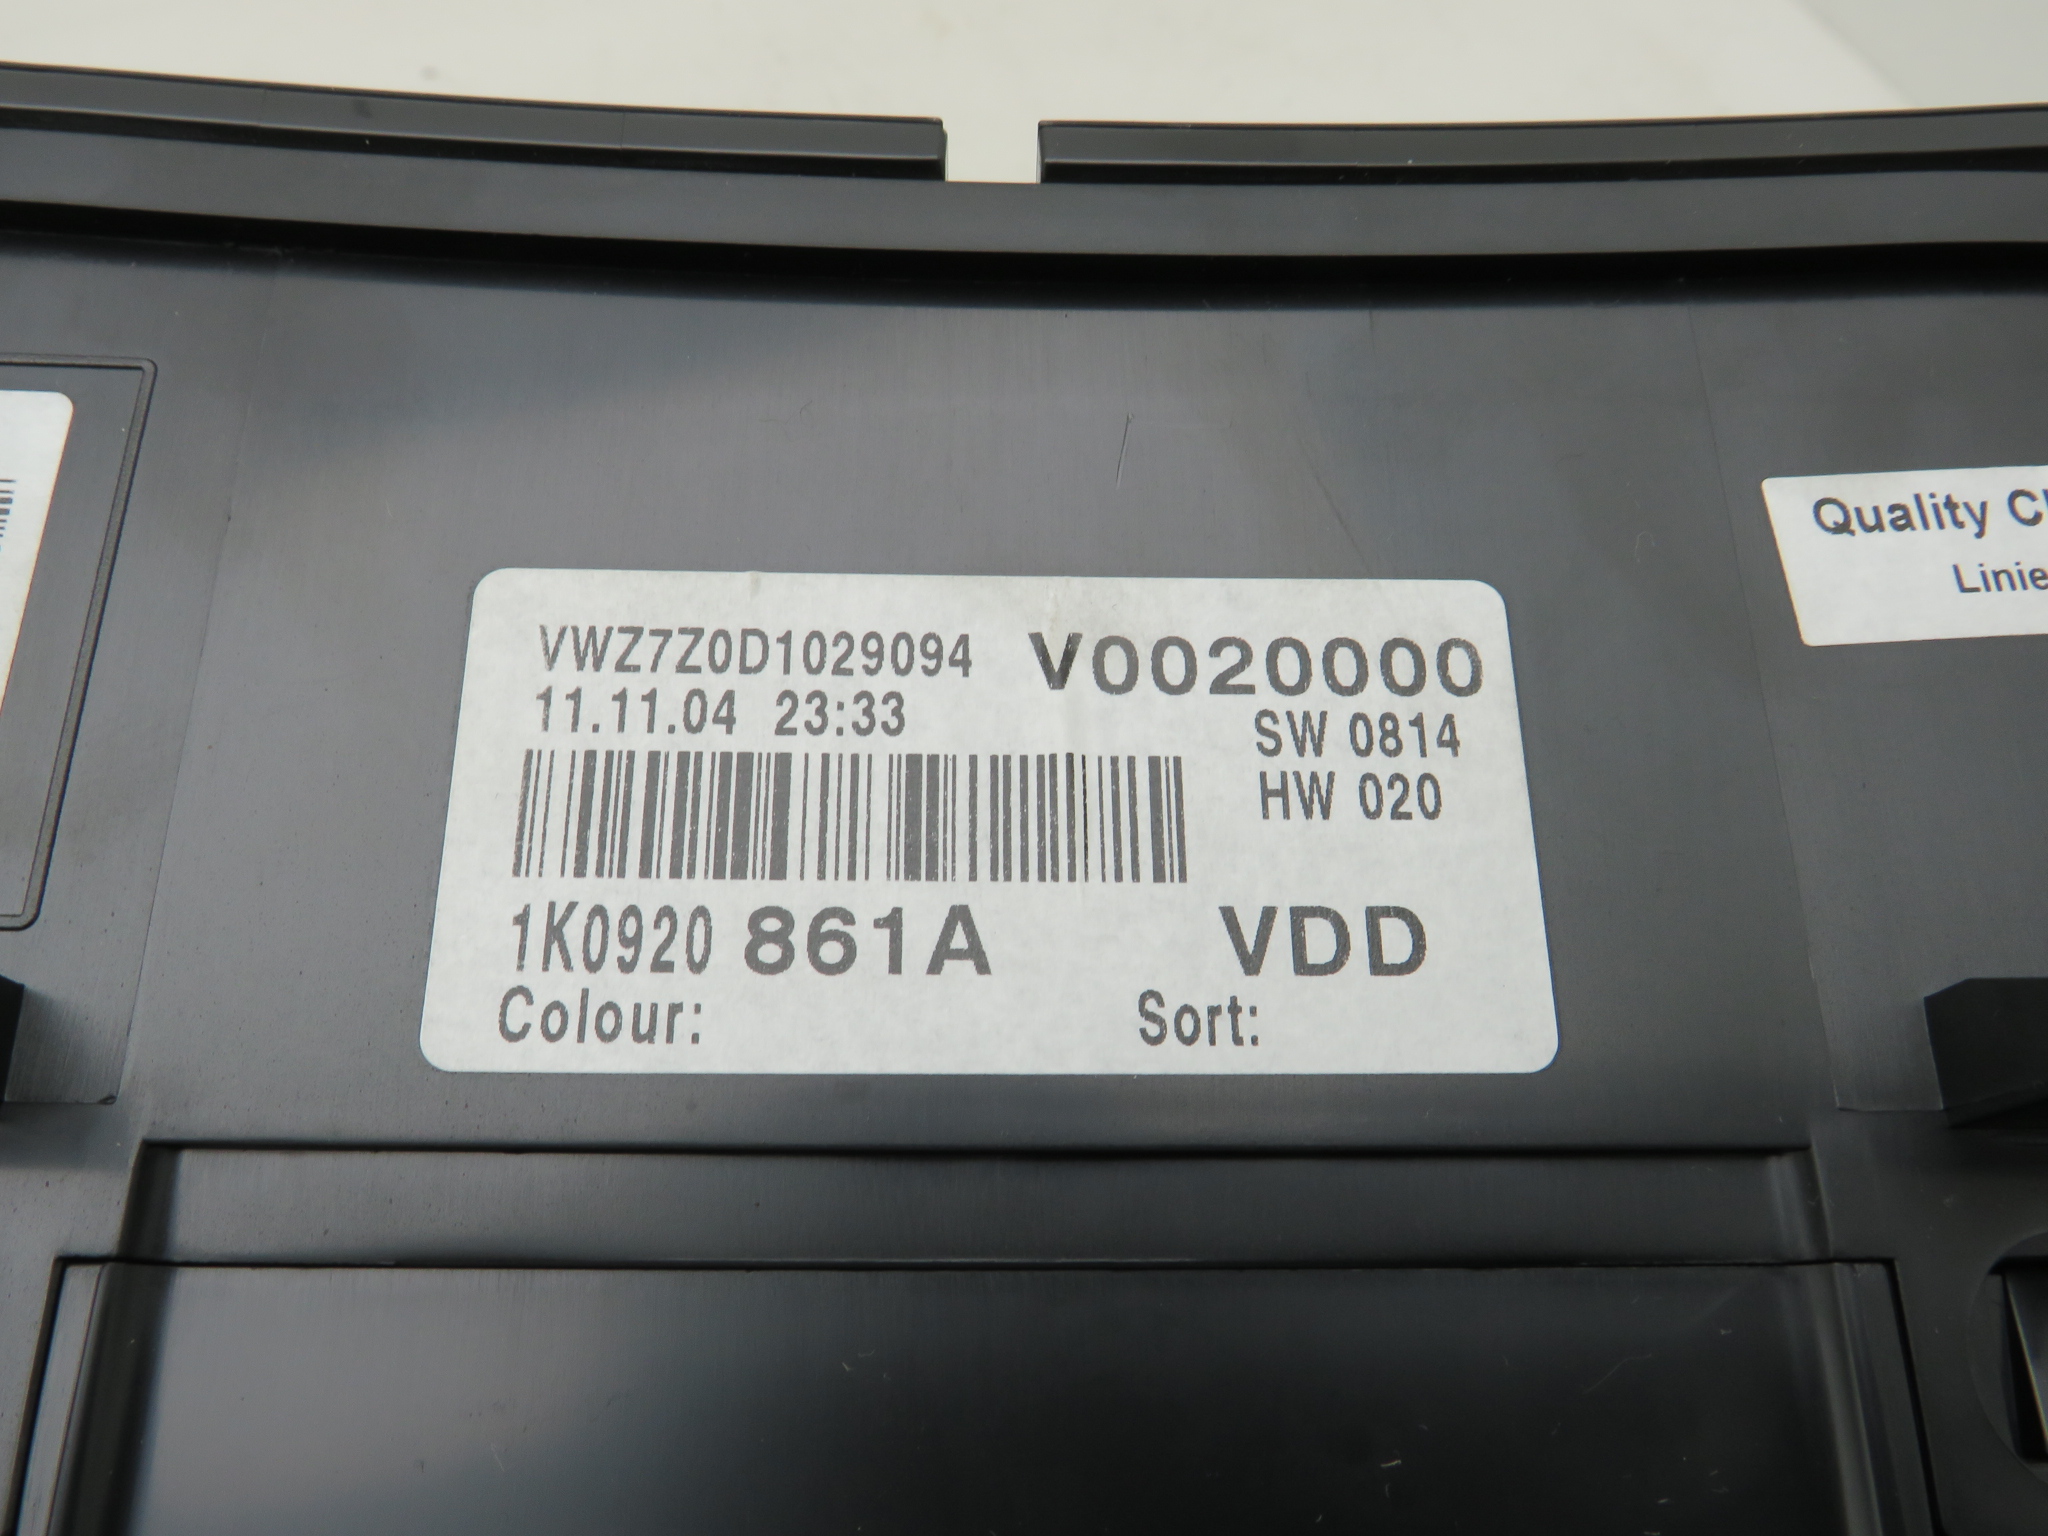 VWZ7Z0D1029094 V0020000
11.11.04 23:33
SW 0814
HW 020
1K0920 861A VDD
Colour: Sort:
Quality
Linie